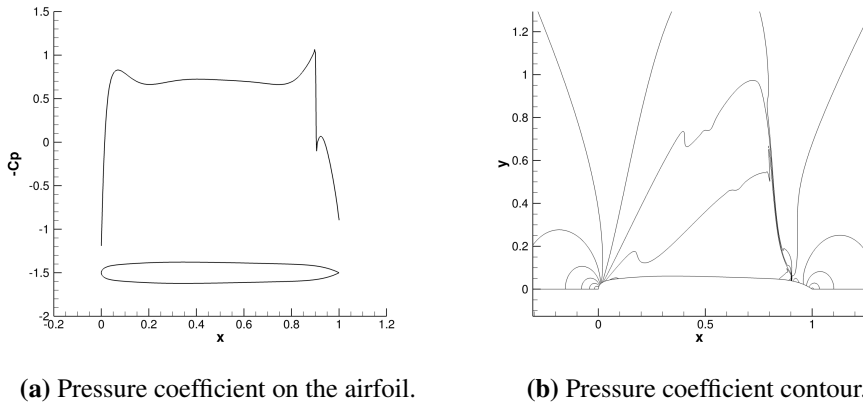 1.5
1
0.5
0
-0.5
-1
-1.5
-2
-Cp
-0.2 0 0.2 0.4 0.6 0.8 1 1.2
x
1.2
1
0.8
0.6
0.4
0.2
0
y
0 0.5 1
x
(a) Pressure coefficient on the airfoil.
(b) Pressure coefficient contour.